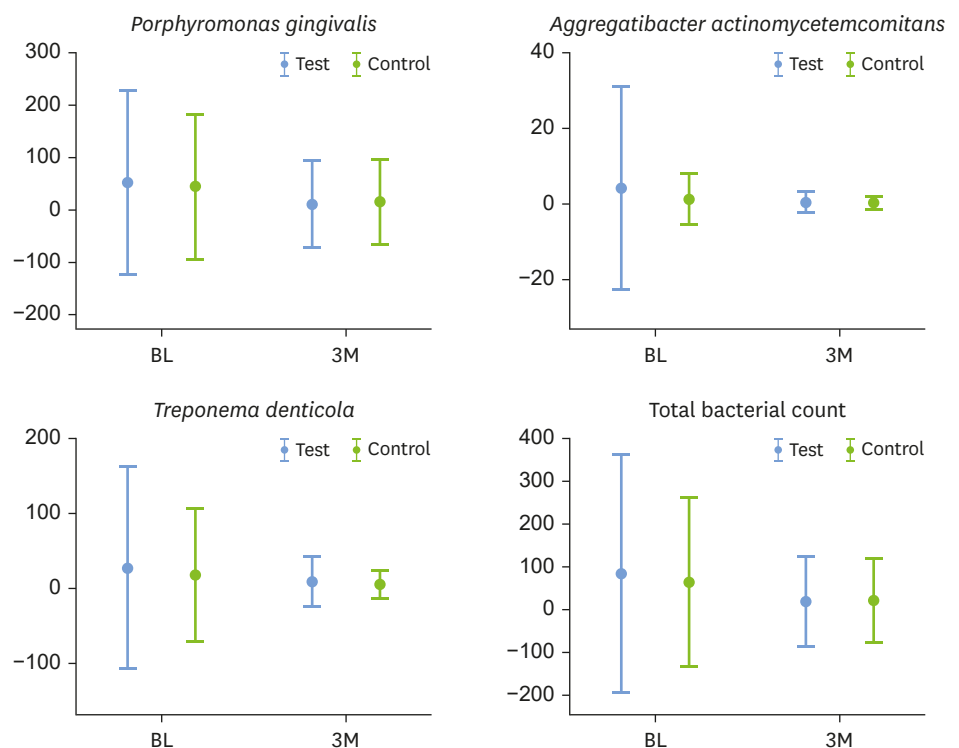 Porphyromonas gingivalis
300
200
100
0
−100
−200
Test Control
BL 3M
Aggregatibacter actinomycetemcomitans
40
20
0
−20
Test Control
BL 3M
Treponema denticola
200
100
0
−100
Test Control
BL 3M
Total bacterial count
400
300
200
100
0
−100
−200
Test Control
BL 3M